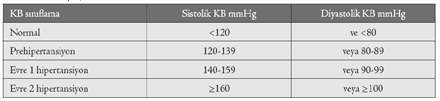 KB sınıflama Sistolik KB mmHg Diyastolik KB mmHg
Normal <120 ve <80
Prehipertansiyon 120-139 veya 80-89
Evre 1 hipertansiyon 140-159 veya 90-99
Evre 2 hipertansiyon ≥160 veya ≥100